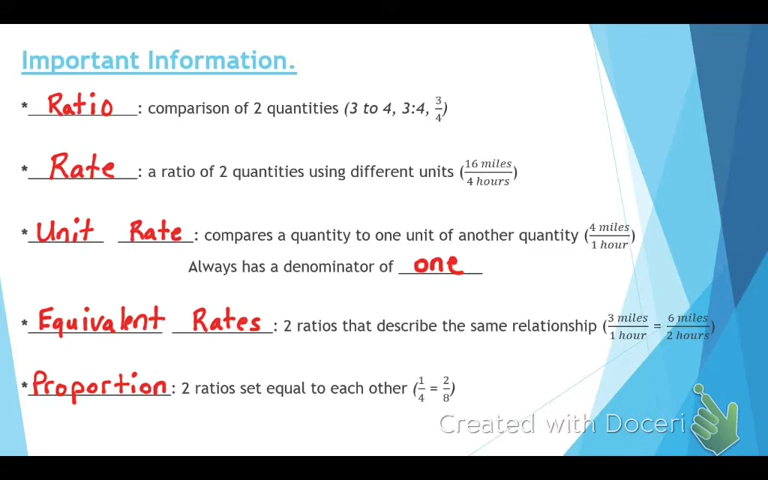 Important Information.
* Ratio : comparison of 2 quantities (3 to 4, 3:4, 3/4)
* Rate : a ratio of 2 quantities using different units (16 miles/4 hours)
* Unit Rate : compares a quantity to one unit of another quantity (4 miles/1 hour)
Always has a denominator of one
* Equivalent Rates : 2 ratios that describe the same relationship (3 miles/1 hour = 6 miles/2 hours)
* Proportion : 2 ratios set equal to each other (1/4 = 2/8)
Created with Doceri